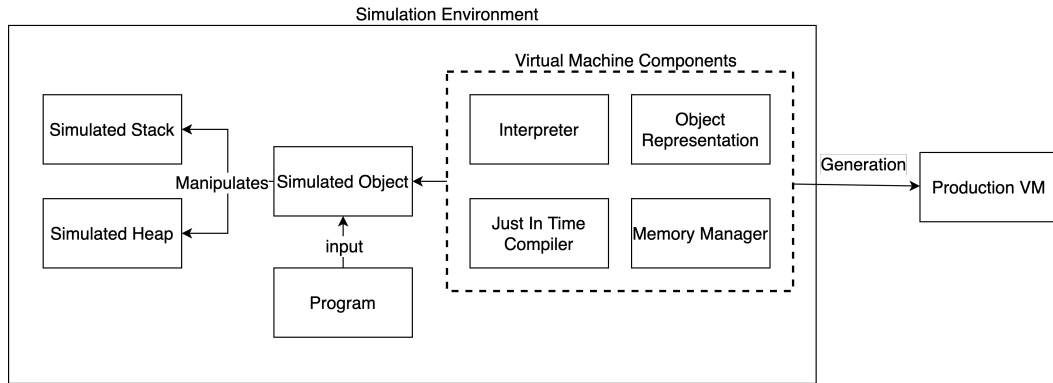 Simulation Environment
Virtual Machine Components
Simulated Stack
Interpreter
Object
Representation
Generation
Manipulates
Simulated Object
Production VM
Simulated Heap
Just In Time
Compiler
Memory Manager
input
Program